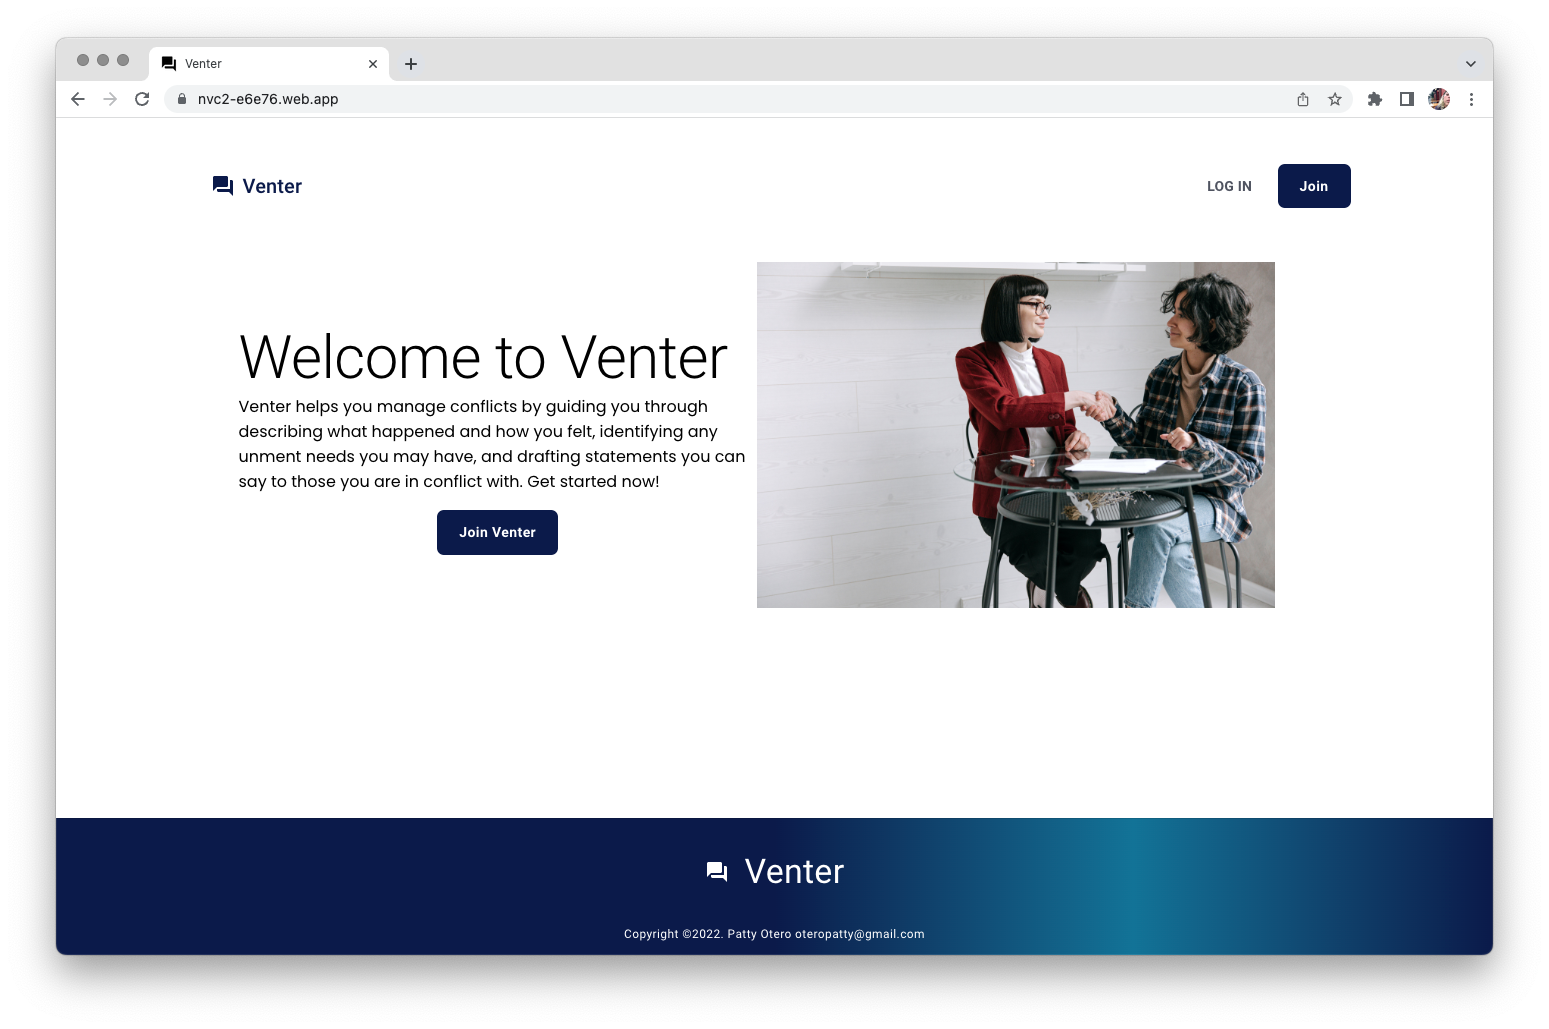 Venter
nvc2-e6e76.web.app
Venter
LOG IN
Join
Welcome to Venter
Venter helps you manage conflicts by guiding you through
describing what happened and how you felt, identifying any
unment needs you may have, and drafting statements you can
say to those you are in conflict with. Get started now!
Join Venter
Venter
Copyright ©2022. Patty Otero oteropatty@gmail.com